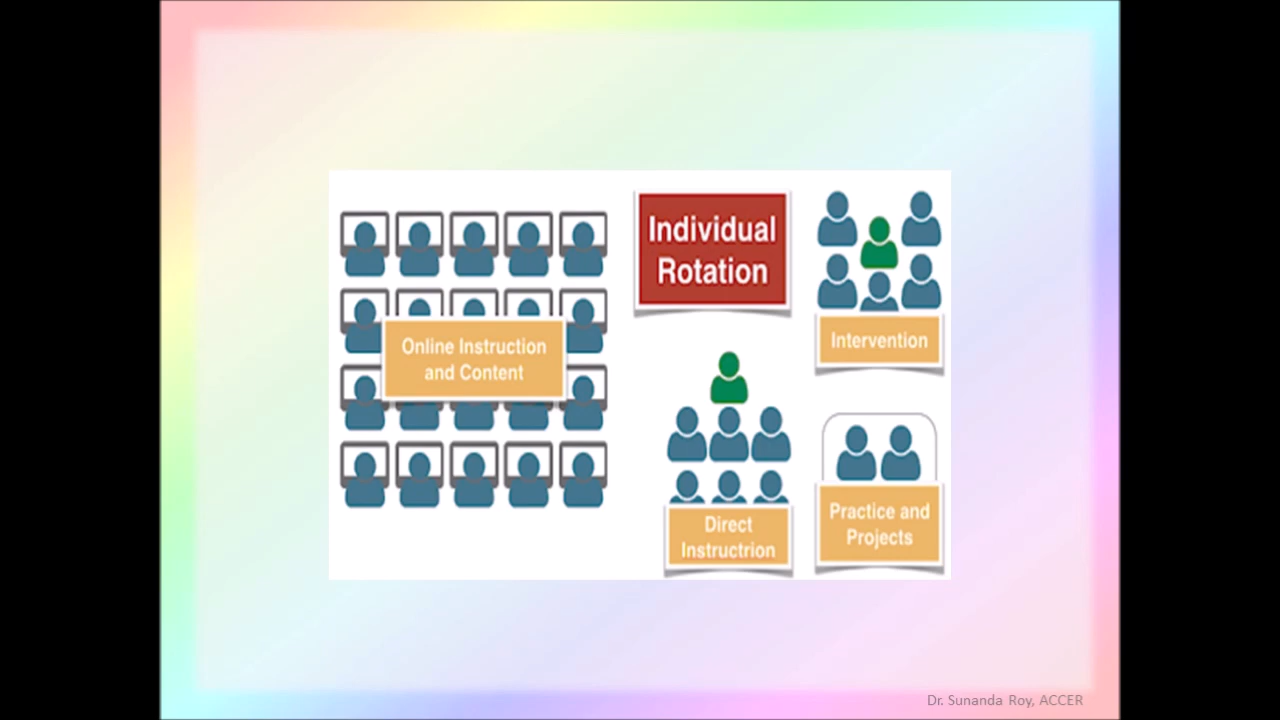 Individual
Rotation
Online Instruction
and Content
Intervention
Direct
Instructrion
Practice and
Projects
Dr. Sunanda Roy, ACCER